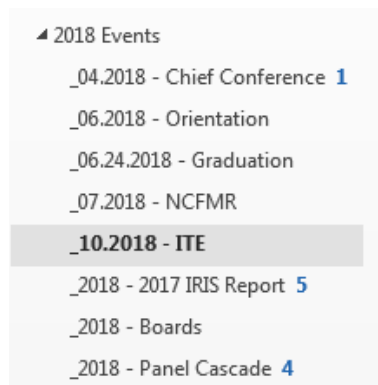 2018 Events
_04.2018 - Chief Conference 1
_06.2018 - Orientation
_06.24.2018 - Graduation
_07.2018 - NCFMR
_10.2018 - ITE
_2018 - 2017 IRIS Report 5
_2018 - Boards
_2018 - Panel Cascade 4